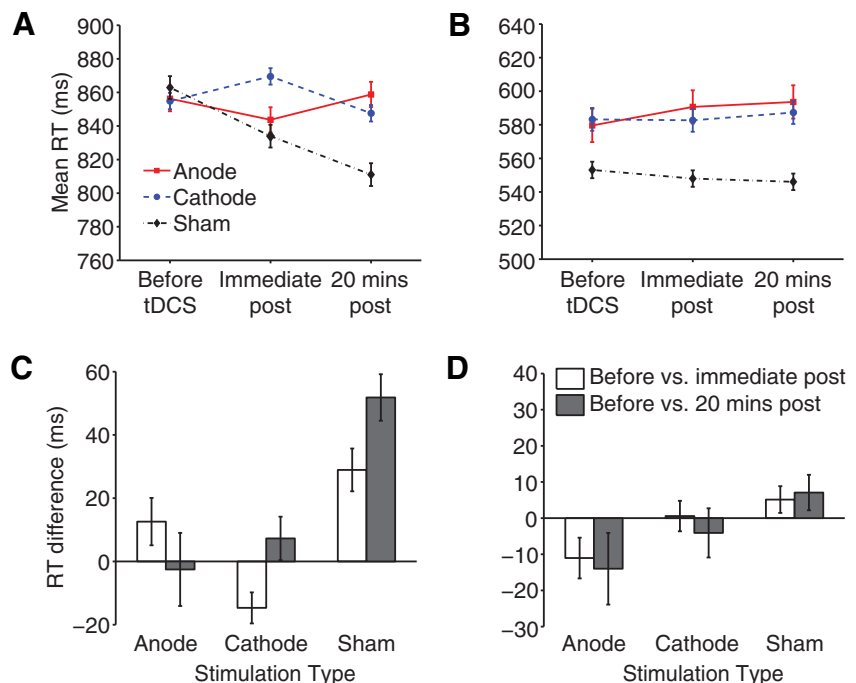 A
Mean RT (ms)
900
880
860
840
820
800
780
760
Anode
Cathode
Sham
Before tDCS
Immediate post
20 mins post
B
640
620
600
580
560
540
520
500
Before tDCS
Immediate post
20 mins post
C
RT difference (ms)
60
40
20
0
−20
Anode
Cathode
Sham
Stimulation Type
D
40
30
20
10
0
−10
−20
−30
Before vs. immediate post
Before vs. 20 mins post
Anode
Cathode
Sham
Stimulation Type